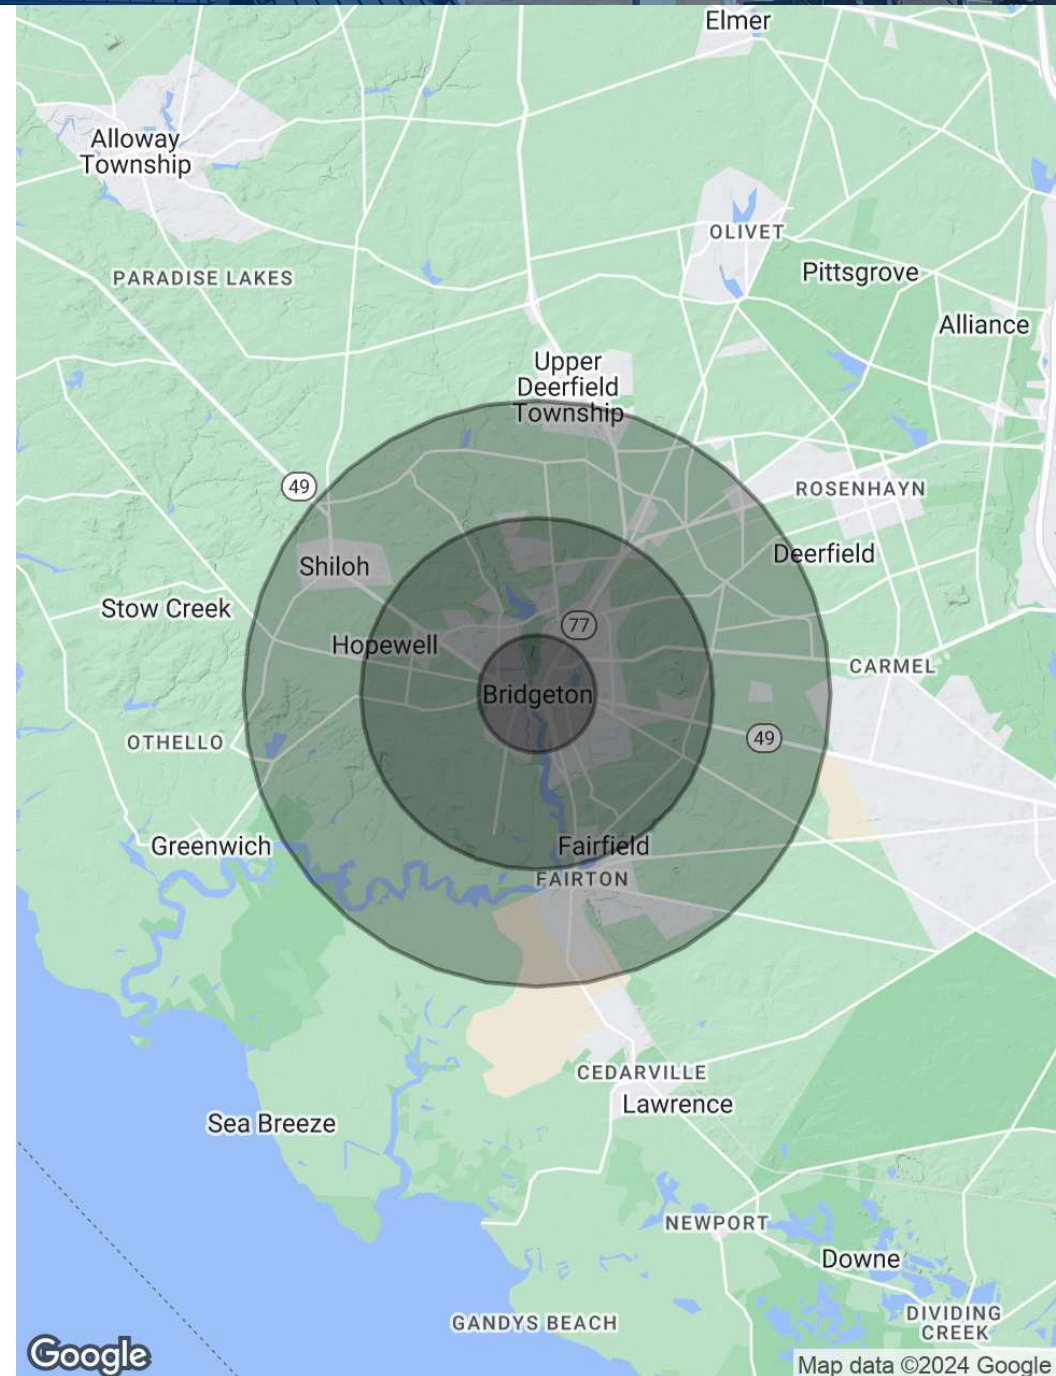 Elmer
Alloway
Township
OLIVET
PARADISE LAKES
Pittsgrove
Alliance
Upper
Deerfield
Township
49
ROSENHAYN
Deerfield
Shiloh
Stow Creek
77
Hopewell
CARMEL
Bridgeton
OTHELLO
49
Greenwich
Fairfield
FAIRTON
CEDARVILLE
Lawrence
Sea Breeze
NEWPORT
Downe
GANDYS BEACH
DIVIDING
CREEK
Google
Map data ©2024 Google